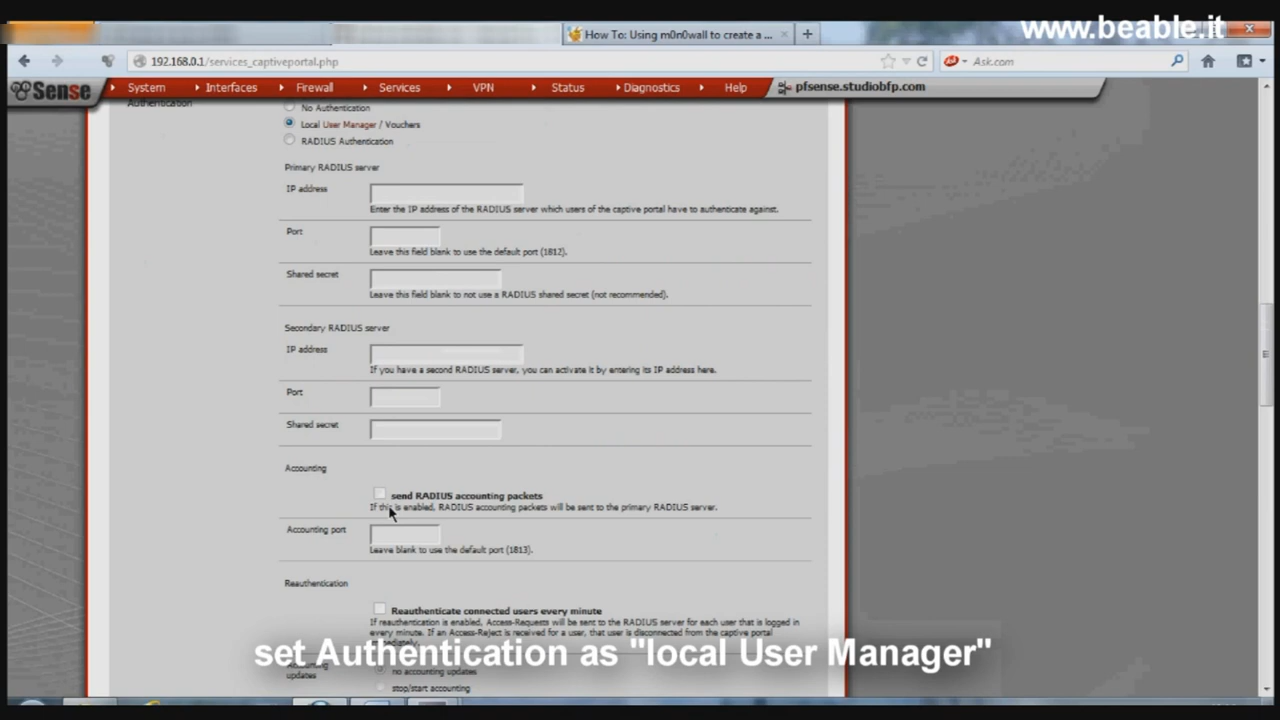 www.beable.it
How To: Using m0n0wall to create a ...
192.168.0.1/services_captiveportal.php
Ask.com
Sense System Interfaces Firewall Services VPN Status Diagnostics Help pfsense.studiobfp.com
Authentication
No Authentication
Local User Manager / Vouchers
RADIUS Authentication
Primary RADIUS server
IP address
Enter the IP address of the RADIUS server which users of the captive portal have to authenticate against.
Port
Leave this field blank to use the default port (1812).
Shared secret
Leave this field blank to not use a RADIUS shared secret (not recommended).
Secondary RADIUS server
IP address
If you have a second RADIUS server, you can activate it by entering its IP address here.
Port
Shared secret
Accounting
send RADIUS accounting packets
If this is enabled, RADIUS accounting packets will be sent to the primary RADIUS server.
Accounting port
Leave blank to use the default port (1813).
Reauthentication
Reauthenticate connected users every minute
If reauthentication is enabled, Access-Requests will be sent to the RADIUS server for each user that is logged in
every minute. If an Access-Reject is received for a user, that user is disconnected from the captive portal
immediately.
set Authentication as "local User Manager"
Accounting
updates
no accounting updates
stop/start accounting